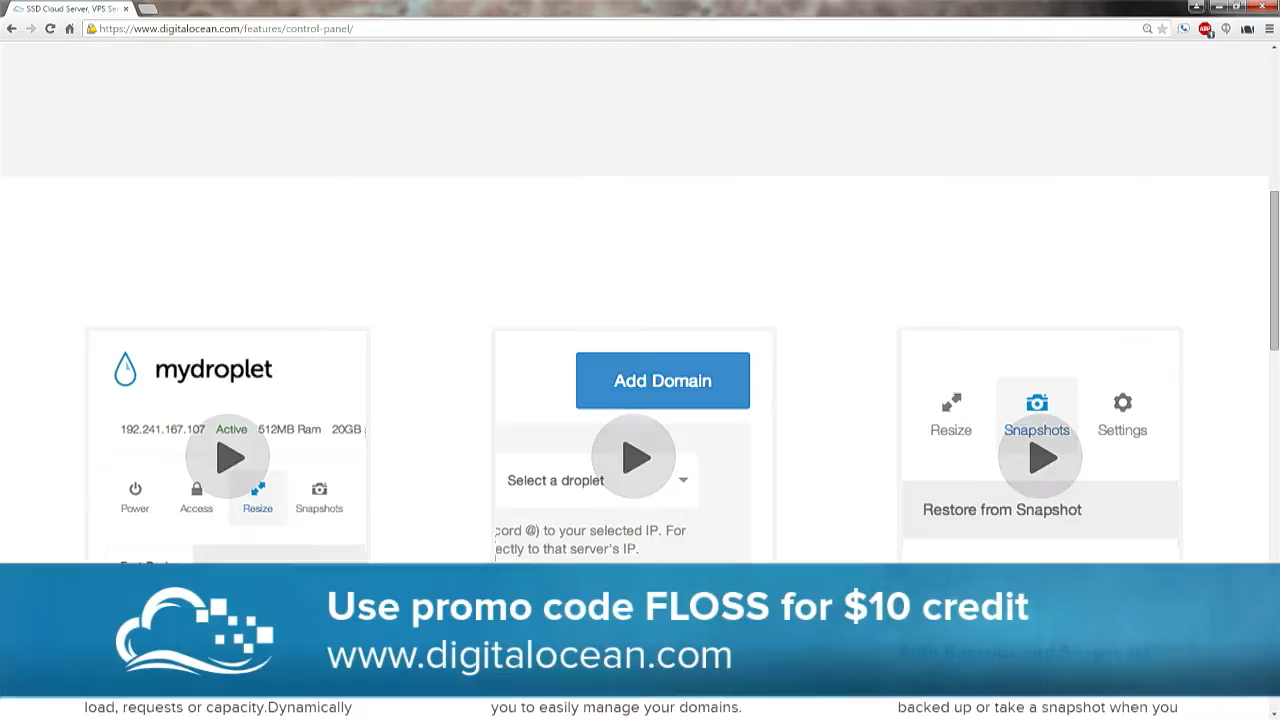 SSD Cloud Server, VPS Se
https://www.digitalocean.com/features/control-panel/
mydroplet
192.241.167.107 Active 512MB Ram 20GB
Power Access Resize Snapshots
Add Domain
Select a droplet
cord @) to your selected IP. For
ectly to that server's IP.
Resize Snapshots Settings
Restore from Snapshot
Use promo code FLOSS for $10 credit
www.digitalocean.com
load, requests or capacity.Dynamically
you to easily manage your domains.
backed up or take a snapshot when you